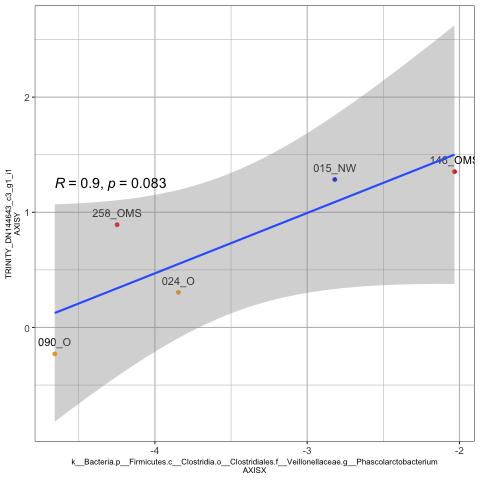 2
1
0
TRINITY_DN144643_c3_g1_i1
AXISY
R = 0.9, p = 0.083
146_OMS
015_NW
258_OMS
024_O
090_O
-4
-3
-2
k__Bacteria.p__Firmicutes.c__Clostridia.o__Clostridiales.f__Veillonellaceae.g__Phascolarctobacterium
AXISX